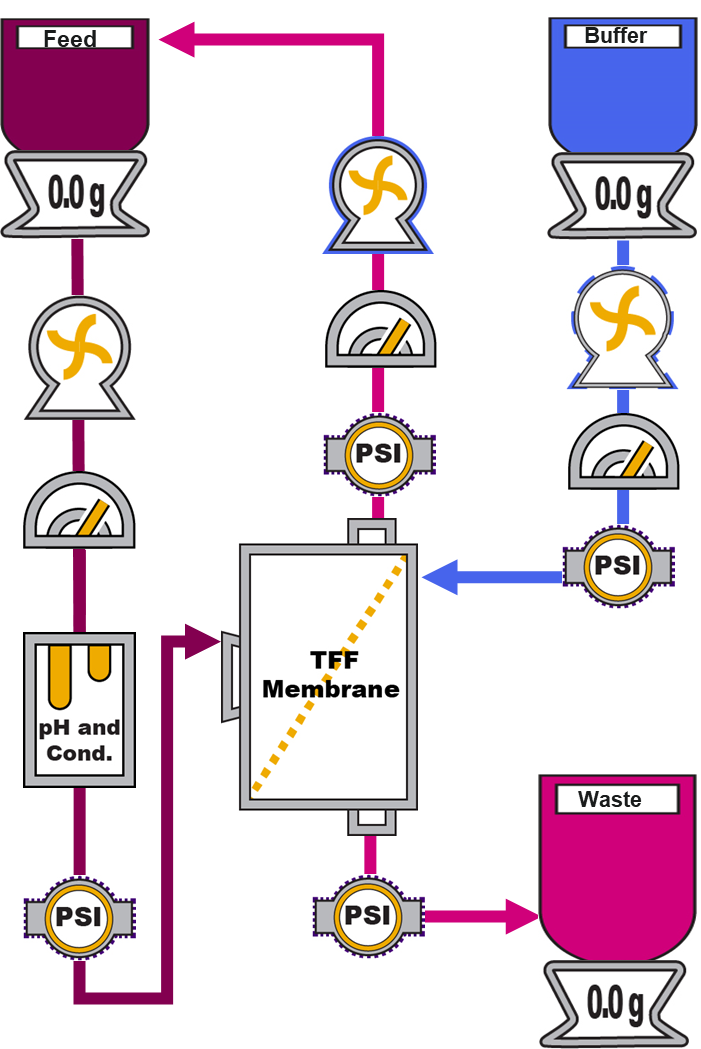 Feed
Buffer
0.0 g
0.0 g
PSI
PSI
TFF
Membrane
pH and
Cond.
Waste
PSI
PSI
0.0 g